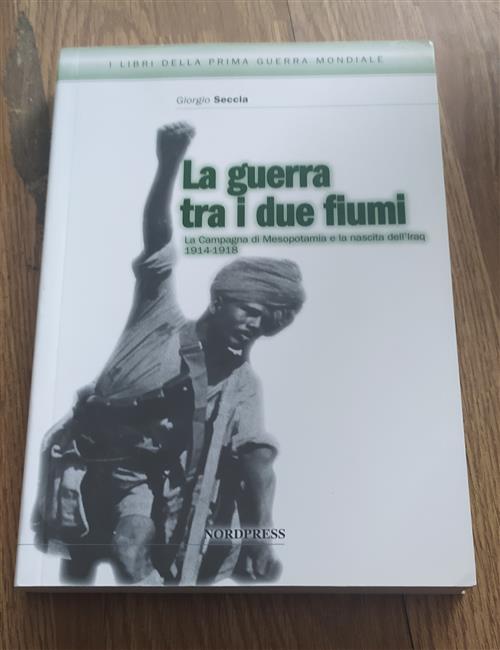 I LIBRI DELLA PRIMA GUERRA MONDIALE
Giorgio Seccia
La guerra
tra i due fiumi
La Campagna di Mesopotamia e la nascita dell'Iraq
1914-1918
NORDPRESS